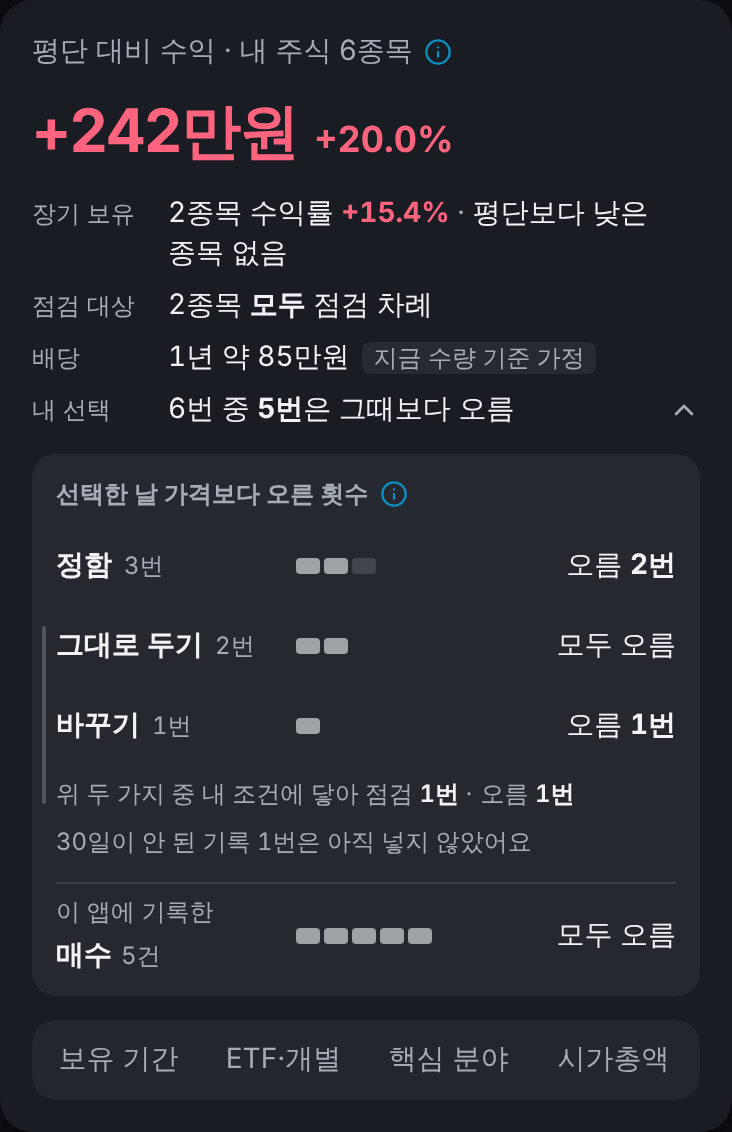 평단 대비 수익 · 내 주식 6종목
+242만원 +20.0%
장기 보유 2종목 수익률 +15.4% · 평단보다 낮은
종목 없음
점검 대상 2종목 모두 점검 차례
배당 1년 약 85만원 지금 수량 기준 가정
내 선택 6번 중 5번은 그때보다 오름
선택한 날 가격보다 오른 횟수
정함 3번 오름 2번
그대로 두기 2번 모두 오름
바꾸기 1번 오름 1번
위 두 가지 중 내 조건에 닿아 점검 1번 · 오름 1번
30일이 안 된 기록 1번은 아직 넣지 않았어요
이 앱에 기록한
매수 5건 모두 오름
보유 기간 ETF·개별 핵심 분야 시가총액